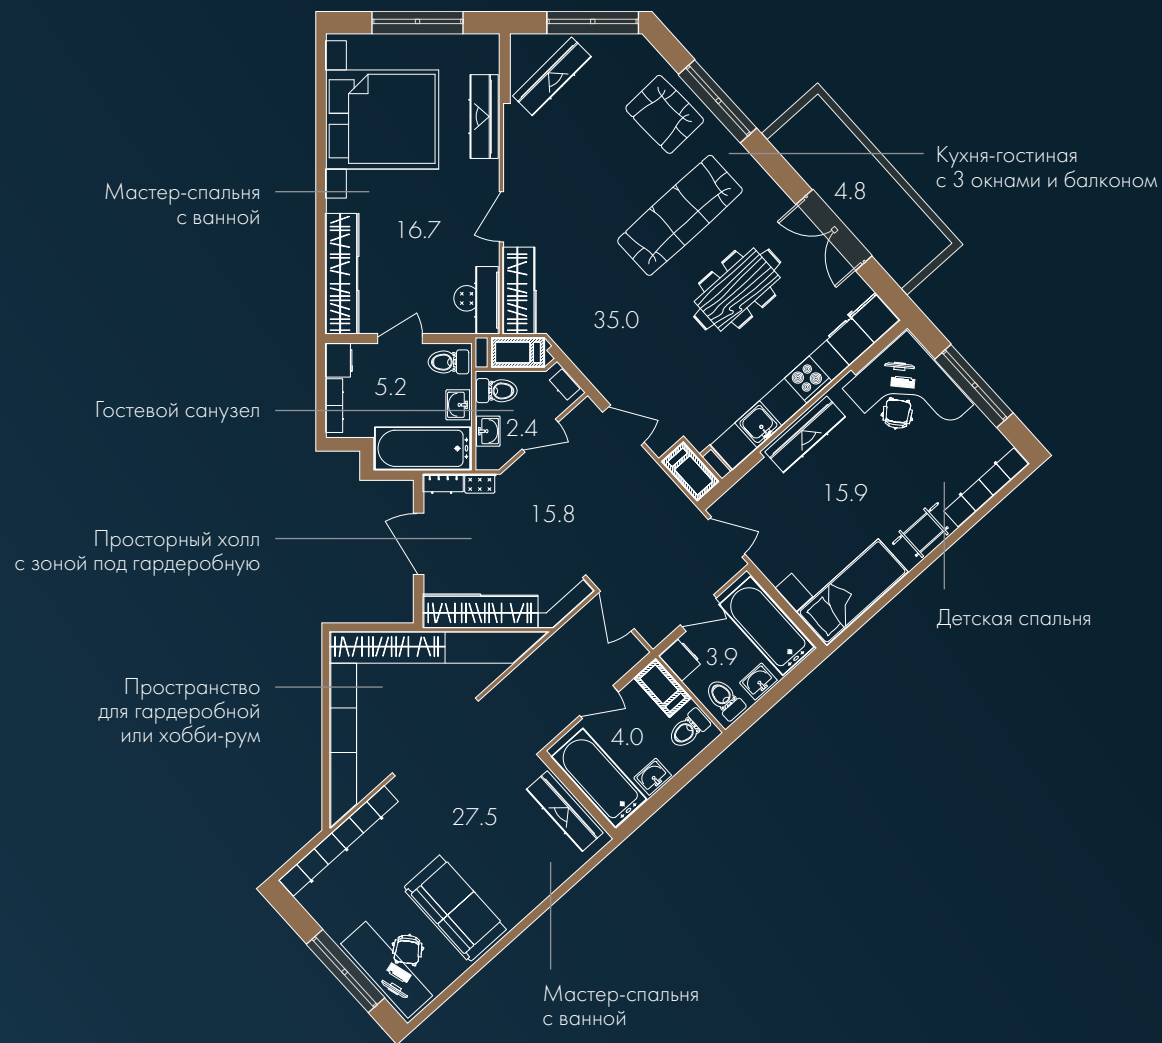 Кухня-гостиная
с 3 окнами и балконом
4.8
Мастер-спальня
с ванной
16.7
35.0
5.2
Гостевой санузел
2.4
15.9
15.8
Просторный холл
с зоной под гардеробную
Детская спальня
3.9
Пространство
для гардеробной
или хобби-рум
4.0
27.5
Мастер-спальня
с ванной